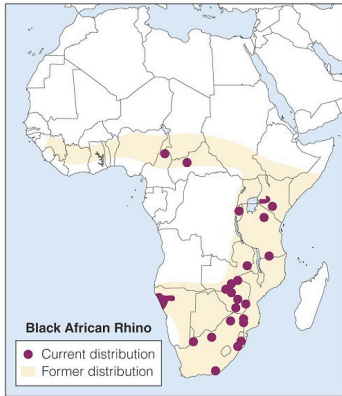 Black African Rhino
Current distribution
Former distribution